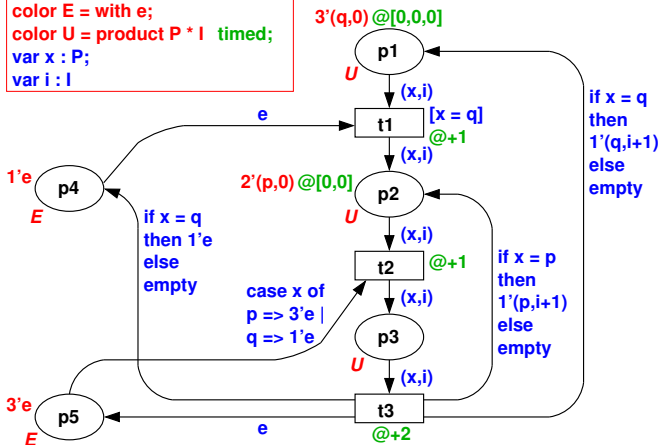 color E = with e;
color U = product P * I timed;
var x : P;
var i : I
3'(q,0) @[0,0,0]
p1
U
(x,i)
if x = q
then
1'(q,i+1)
else
empty
e
t1
[x = q]
@+1
(x,i)
1'e
p4
E
2'(p,0) @[0,0]
p2
U
if x = q
then 1'e
else
empty
(x,i)
t2
@+1
if x = p
then
1'(p,i+1)
else
empty
case x of
p => 3'e |
q => 1'e
(x,i)
p3
U
(x,i)
3'e
p5
E
e
t3
@+2